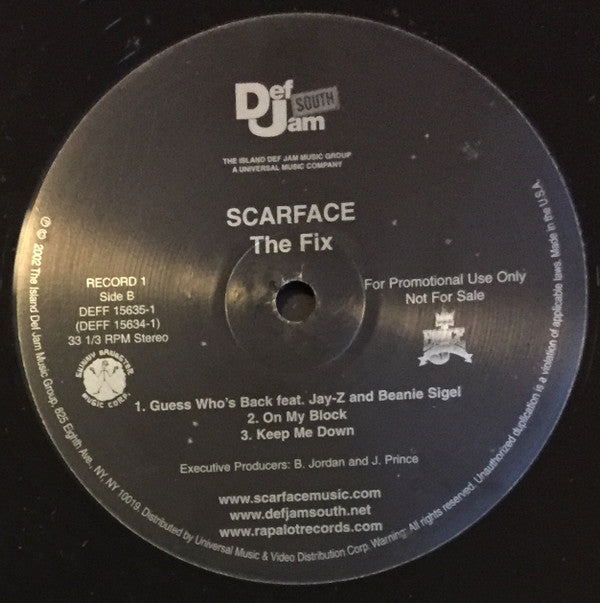 Def
SOUTH
Jam
THE ISLAND DEF JAM MUSIC GROUP
A UNIVERSAL MUSIC COMPANY
SCARFACE
The Fix
RECORD 1
Side B
DEFF 15635-1
(DEFF 15634-1)
33 1/3 RPM Stereo
For Promotional Use Only
Not For Sale
MUSIC CORP.
1. Guess Who's Back feat. Jay-Z and Beanie Sigel
2. On My Block
3. Keep Me Down
Executive Producers: B. Jordan and J. Prince
www.scarfacemusic.com
www.defjamsouth.net
www.rapalotrecords.com
℗ © 2002 The Island Def Jam Music Group, 825 Eighth Ave., NY, NY 10019. Distributed by Universal Music & Video Distribution Corp. Warning: All rights reserved. Unauthorized duplication is a violation of applicable laws. Made in the U.S.A.